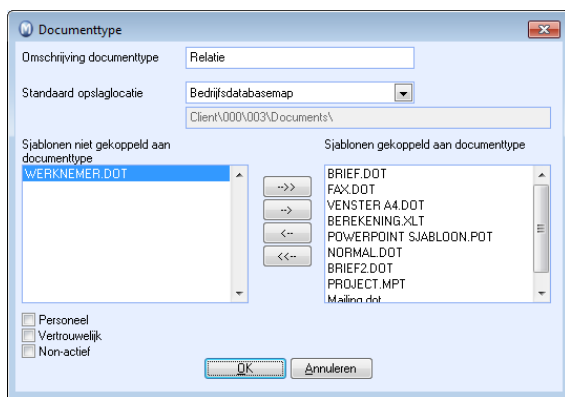 Documenttype
Omschrijving documenttype
Relatie
Standaard opslaglocatie
Bedrijfsdatabasemap
Client\000\003\Documents\
Sjablonen niet gekoppeld aan
documenttype
Sjablonen gekoppeld aan documenttype
WERKNEMER.DOT
-->>
-->
<--
<<--
BRIEF.DOT
FAX.DOT
VENSTER A4.DOT
BEREKENING.XLT
POWERPOINT SJABLOON.POT
NORMAL.DOT
BRIEF2.DOT
PROJECT.MPT
Mailing.dot
Personeel
Vertrouwelijk
Non-actief
OK
Annuleren